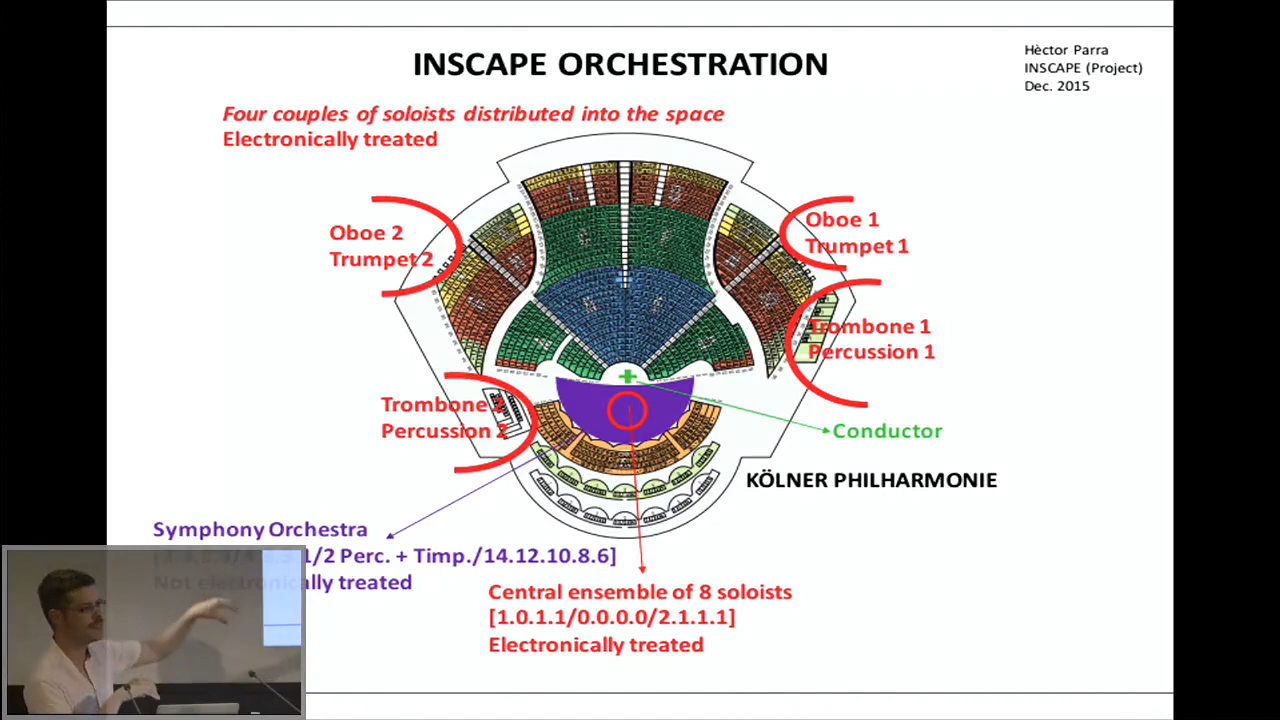 INSCAPE ORCHESTRATION
Hèctor Parra
INSCAPE (Project)
Dec. 2015
Four couples of soloists distributed into the space
Electronically treated
Oboe 2
Trumpet 2
Oboe 1
Trumpet 1
Trombone 1
Percussion 1
Trombone
Percussion 2
Conductor
KÖLNER PHILHARMONIE
Symphony Orchestra
1/2 Perc. + Timp./14.12.10.8.6]
Not electronically treated
Central ensemble of 8 soloists
[1.0.1.1/0.0.0.0/2.1.1.1]
Electronically treated